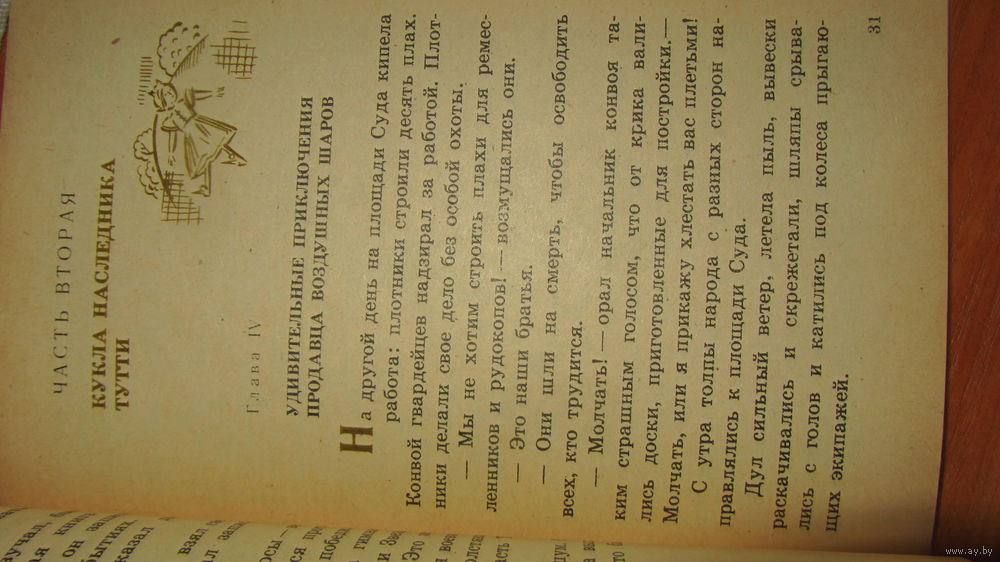 ЧАСТЬ ВТОРАЯ
КУКЛА НАСЛЕДНИКА
ТУТТИ
Глава IV
УДИВИТЕЛЬНЫЕ ПРИКЛЮЧЕНИЯ
ПРОДАВЦА ВОЗДУШНЫХ ШАРОВ
На другой день на площади Суда кипела
работа: плотники строили десять плах.
Конвой гвардейцев надзирал за работой. Плот-
ники делали свое дело без особой охоты.
— Мы не хотим строить плахи для ремес-
ленников и рудокопов! — возмущались они.
— Это наши братья.
— Они шли на смерть, чтобы освободить
всех, кто трудится.
— Молчать! — орал начальник конвоя та-
ким страшным голосом, что от крика вали-
лись доски, приготовленные для постройки.—
Молчать, или я прикажу хлестать вас плетьми!
С утра толпы народа с разных сторон на-
правлялись к площади Суда.
Дул сильный ветер, летела пыль, вывески
раскачивались и скрежетали, шляпы срыва-
лись с голов и катились под колеса прыгаю-
щих экипажей.
31
www.ay.by